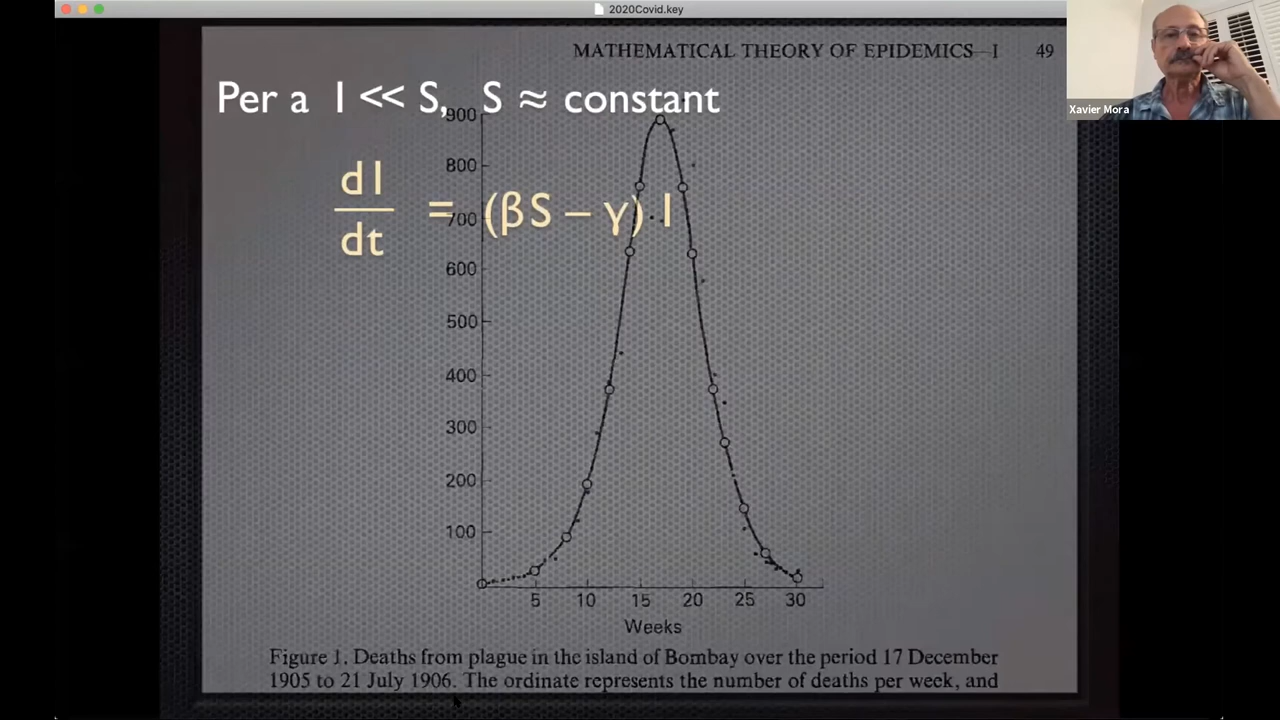 2020Covid.key
Xavier Mora
MATHEMATICAL THEORY OF EPIDEMICS—I 49
Per a I << S, S ≈ constant
dI
dt
= (βS – γ) I
900
800
700
600
500
400
300
200
100
5 10 15 20 25 30
Weeks
Figure 1. Deaths from plague in the island of Bombay over the period 17 December
1905 to 21 July 1906. The ordinate represents the number of deaths per week, and